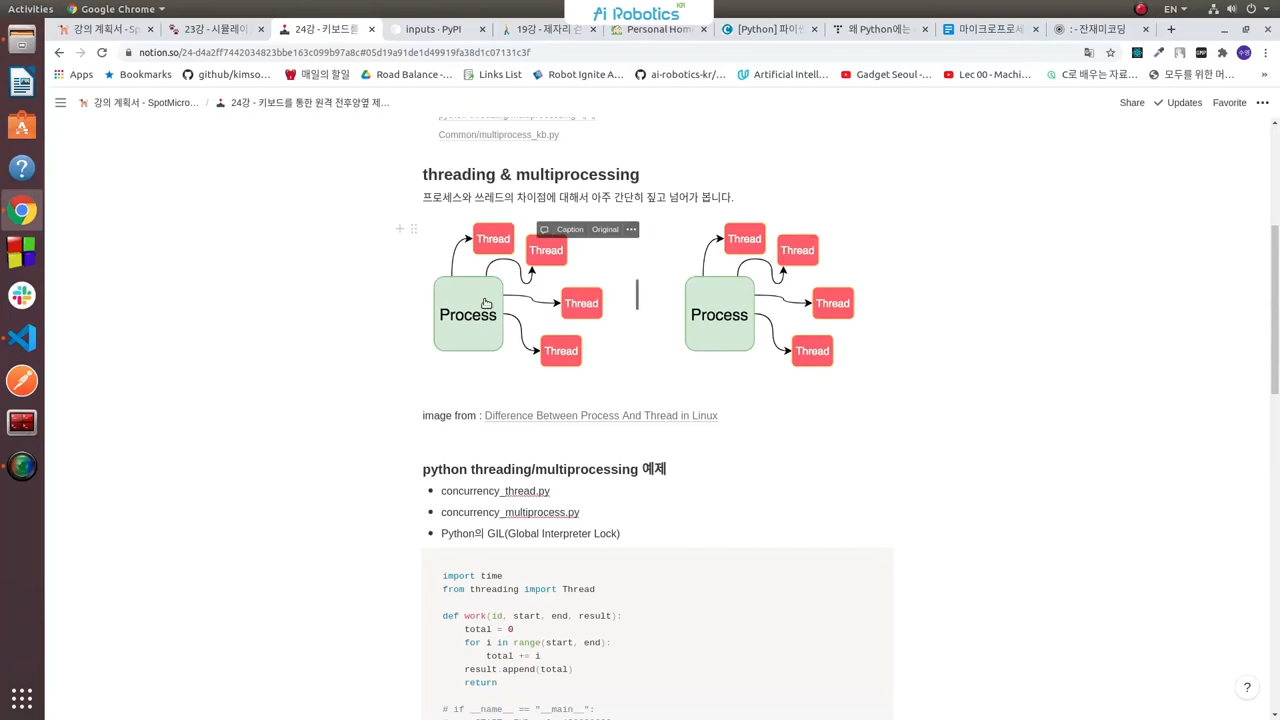 Activities
Google Chrome
Ai Robotics KR
EN
강의 계획서 - Spot
23강 - 시뮬레
24강 - 키보드를
inputs · PyPI
19강 - 제자리
Personal Hom
[Python] 파이썬
왜 Python에는
마이크로프로세
: - 잔재미코딩
notion.so/24-d4a2ff7442034823bbe163c099b97a8c#05d19a91de1d49919fa38d1c07131c3f
수영
Apps
Bookmarks
github/kimso...
매일의 할일
Road Balance -...
Links List
Robot Ignite A...
ai-robotics-kr/...
Artificial Intell...
Gadget Seoul -...
Lec 00 - Machi...
C로 배우는 자료...
모두를 위한 머...
»
강의 계획서 - SpotMicro...
/
24강 - 키보드를 통한 원격 전후양옆 제...
Share
Updates
Favorite
Common/multiprocess_kb.py
threading & multiprocessing
프로세스와 쓰레드의 차이점에 대해서 아주 간단히 짚고 넘어가 봅니다.
Caption
Original
Thread
Thread
Thread
Thread
Process
Thread
Thread
Thread
Thread
Process
image from : Difference Between Process And Thread in Linux
python threading/multiprocessing 예제
concurrency_thread.py
concurrency_multiprocess.py
Python의 GIL(Global Interpreter Lock)
import time
from threading import Thread
def work(id, start, end, result):
total = 0
for i in range(start, end):
total += i
result.append(total)
return
# if __name__ == "__main__":
?